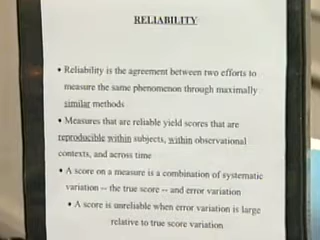 RELIABILITY
• Reliability is the agreement between two efforts to
measure the same phenomenon through maximally
similar methods
• Measures that are reliable yield scores that are
reproducible within subjects, within observational
contexts, and across time
• A score on a measure is a combination of systematic
variation -- the true score -- and error variation
• A score is unreliable when error variation is large
relative to true score variation